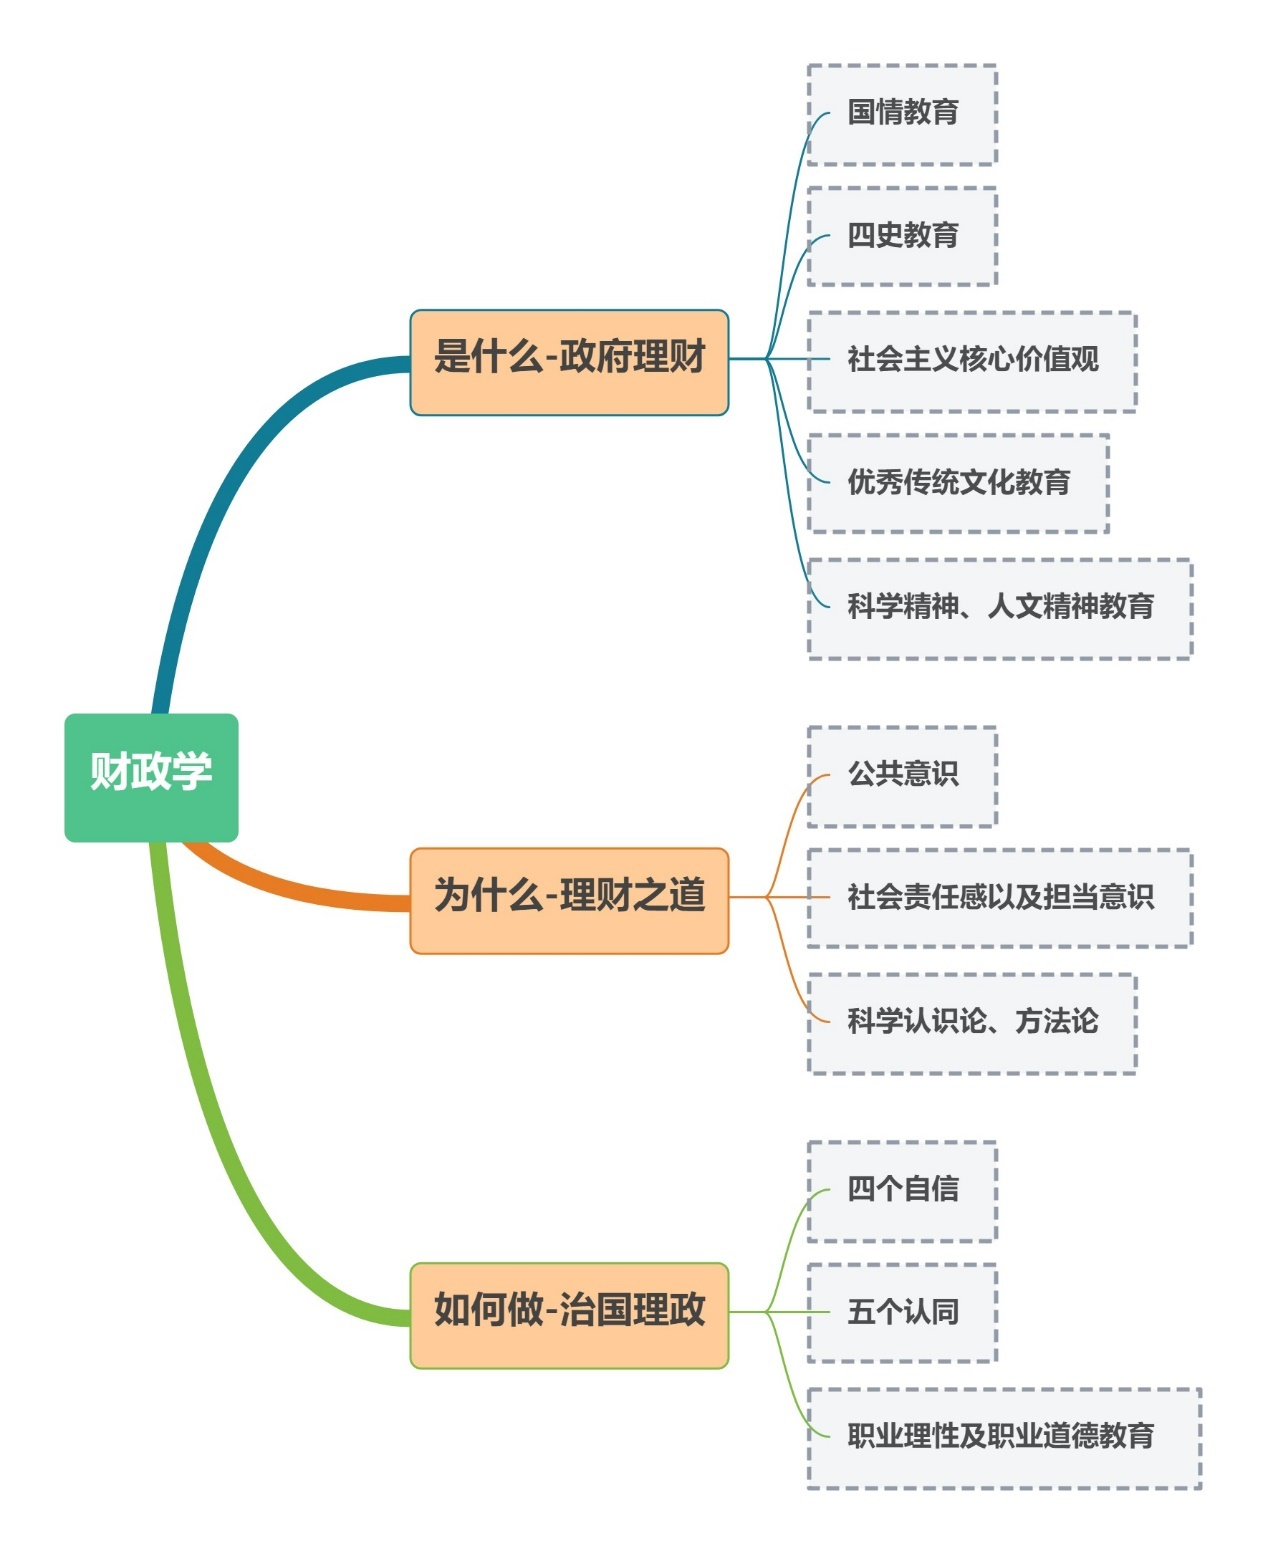 财政学
是什么-政府理财
国情教育
四史教育
社会主义核心价值观
优秀传统文化教育
科学精神、人文精神教育
为什么-理财之道
公共意识
社会责任感以及担当意识
科学认识论、方法论
如何做-治国理政
四个自信
五个认同
职业理性及职业道德教育